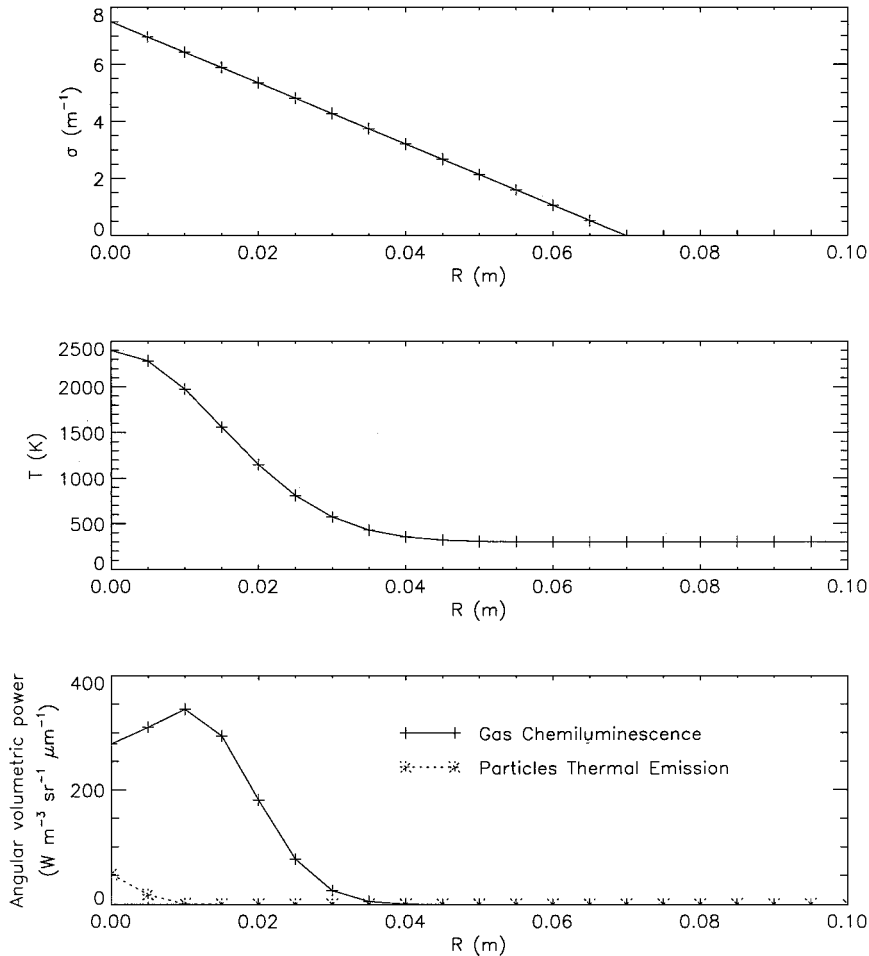 8
6
4
2
0
σ (m⁻¹)
0.00 0.02 0.04 0.06 0.08 0.10
R (m)
2500
2000
1500
1000
500
0
T (K)
0.00 0.02 0.04 0.06 0.08 0.10
R (m)
400
200
0
Angular volumetric power
(W m⁻³ sr⁻¹ μm⁻¹)
Gas Chemiluminescence
Particles Thermal Emission
0.00 0.02 0.04 0.06 0.08 0.10
R (m)